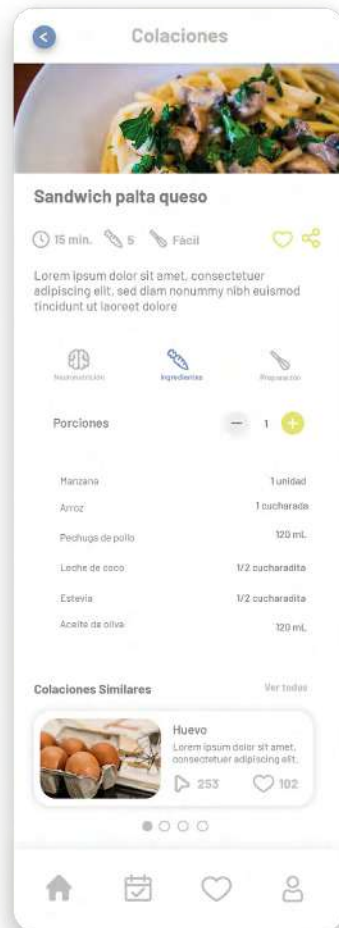 Colaciones
Sandwich palta queso
15 min. 5 Fácil
Lorem ipsum dolor sit amet, consectetuer
adipiscing elit, sed diam nonummy nibh euismod
tincidunt ut laoreet dolore
Neuronutrición Ingredientes Preparación
Porciones 1
Manzana 1 unidad
Arroz 1 cucharada
Pechuga de pollo 120 mL
Leche de coco 1/2 cucharadita
Estevia 1/2 cucharadita
Aceite de oliva 120 mL
Colaciones Similares Ver todas
Huevo
Lorem ipsum dolor sit amet,
consectetuer adipiscing elit.
253 102